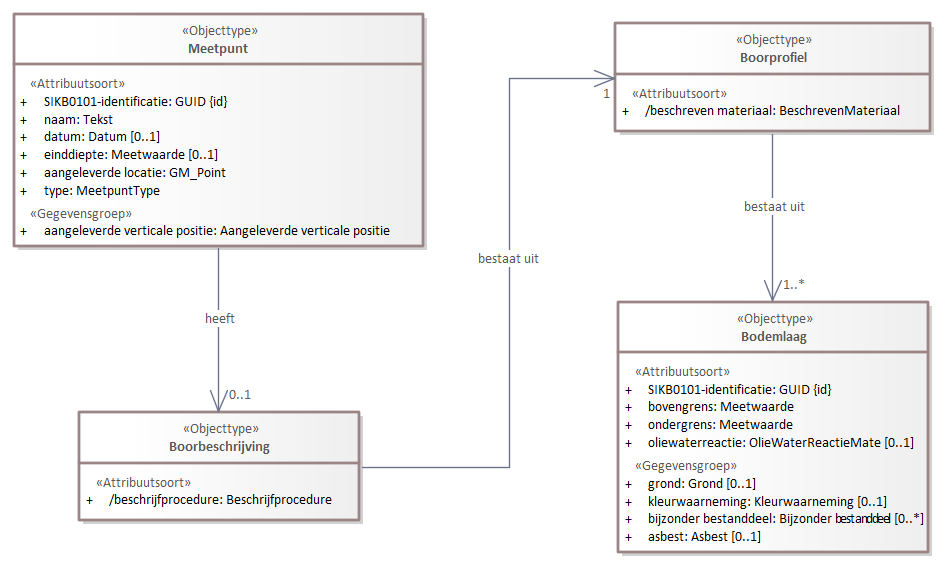 «Objecttype»
Meetpunt
«Attribuutsoort»
+ SIKB0101-identificatie: GUID {id}
+ naam: Tekst
+ datum: Datum [0..1]
+ einddiepte: Meetwaarde [0..1]
+ aangeleverde locatie: GM_Point
+ type: MeetpuntType
«Gegevensgroep»
+ aangeleverde verticale positie: Aangeleverde verticale positie
heeft
0..1
«Objecttype»
Boorbeschrijving
«Attribuutsoort»
+ /beschrijfprocedure: Beschrijfprocedure
bestaat uit
1
«Objecttype»
Boorprofiel
«Attribuutsoort»
+ /beschreven materiaal: BeschrevenMateriaal
bestaat uit
1..*
«Objecttype»
Bodemlaag
«Attribuutsoort»
+ SIKB0101-identificatie: GUID {id}
+ bovengrens: Meetwaarde
+ ondergrens: Meetwaarde
+ oliewaterreactie: OlieWaterReactieMate [0..1]
«Gegevensgroep»
+ grond: Grond [0..1]
+ kleurwaarneming: Kleurwaarneming [0..1]
+ bijzonder bestanddeel: Bijzonder bestanddeel [0..*]
+ asbest: Asbest [0..1]